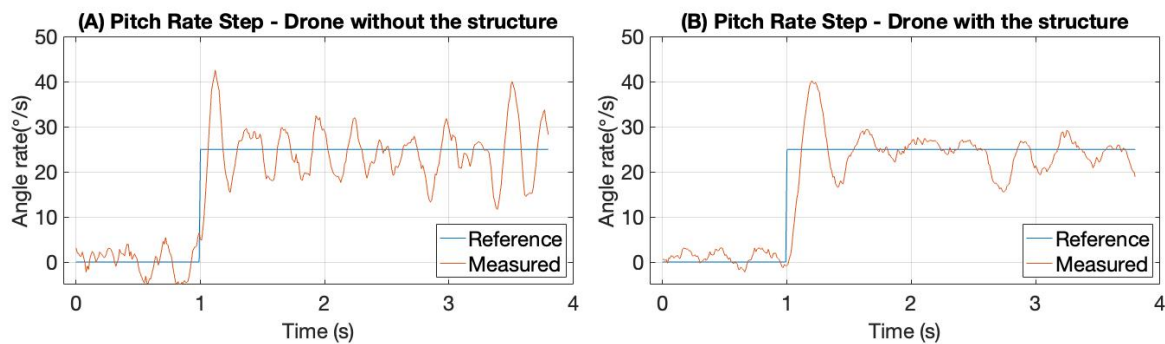 (A) Pitch Rate Step - Drone without the structure
50
40
30
20
10
0
Angle rate(°/s)
Reference
Measured
0 1 2 3 4
Time (s)
(B) Pitch Rate Step - Drone with the structure
50
40
30
20
10
0
Angle rate(°/s)
Reference
Measured
0 1 2 3 4
Time (s)